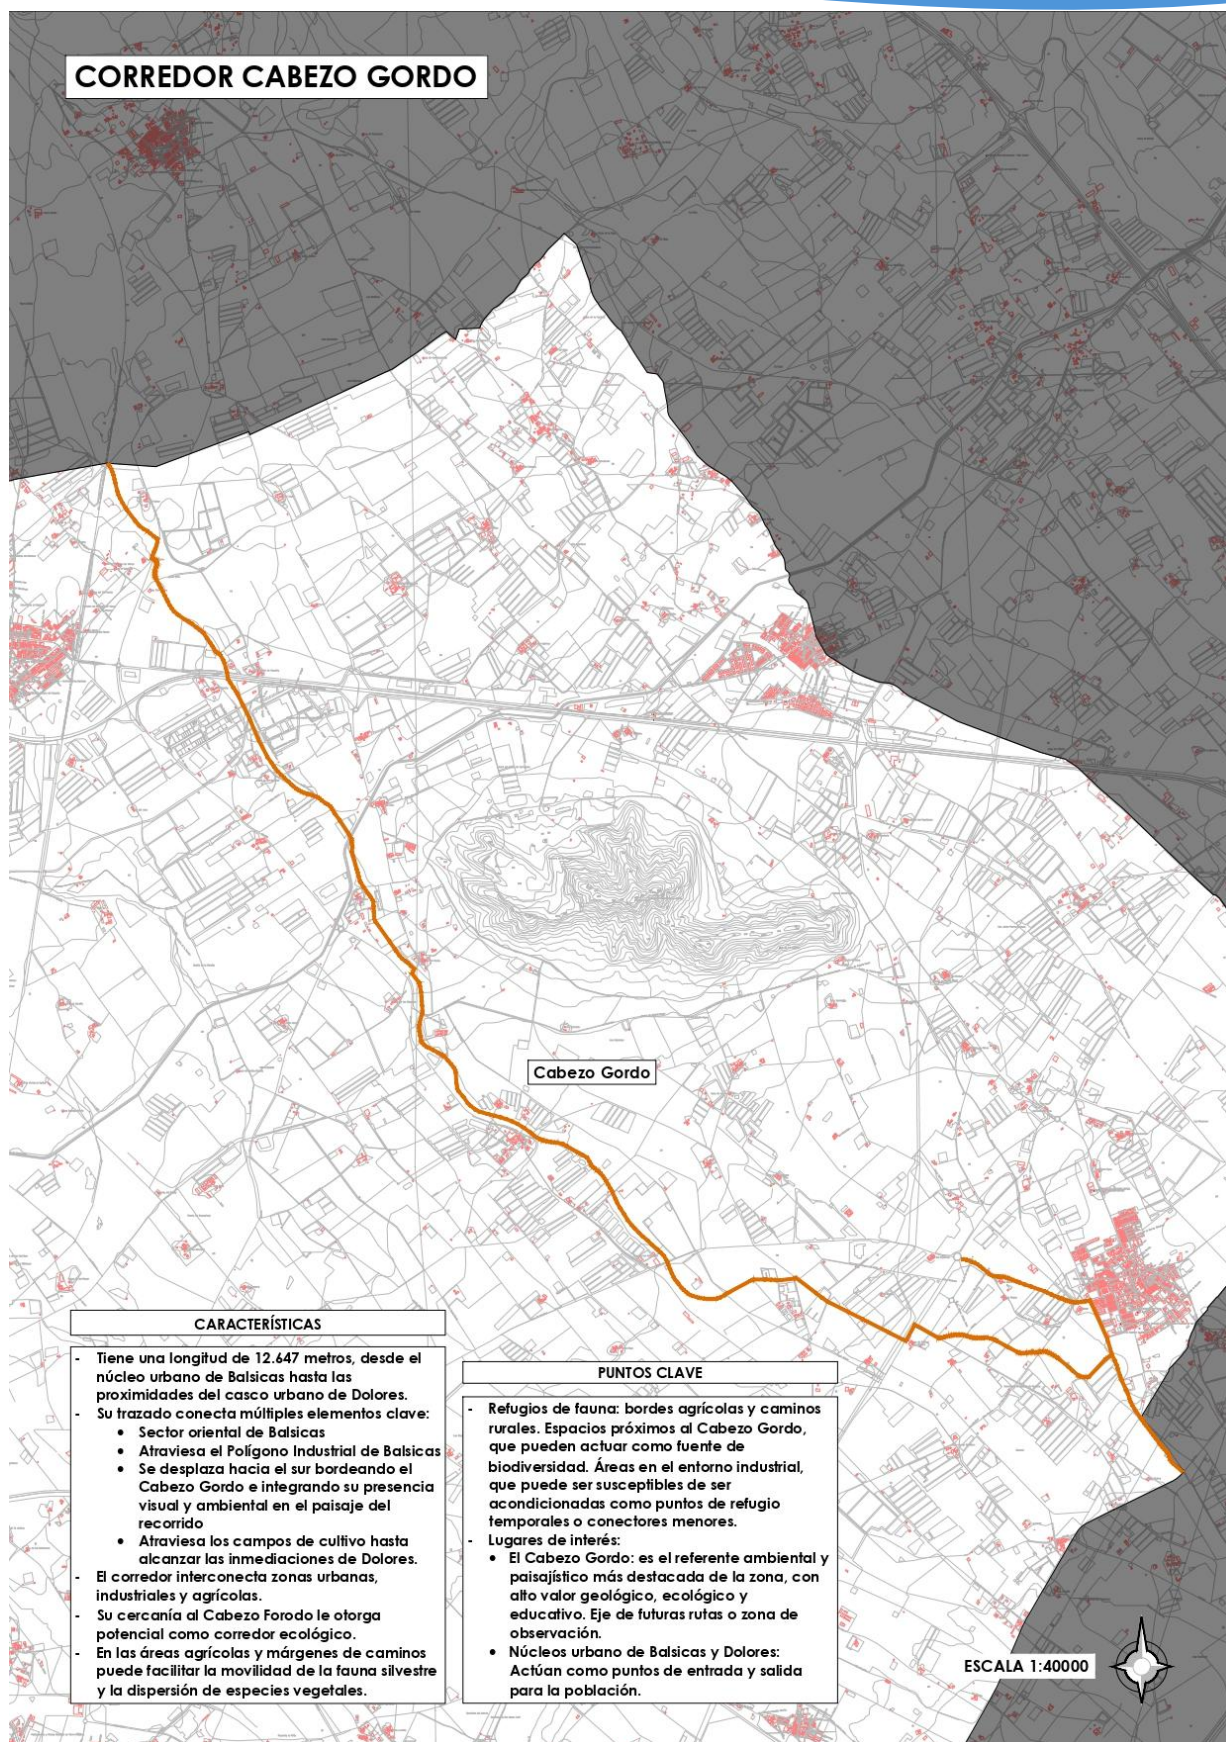 CORREDOR CABEZO GORDO
Cabezo Gordo
CARACTERÍSTICAS
- Tiene una longitud de 12.647 metros, desde el
núcleo urbano de Balsicas hasta las
proximidades del casco urbano de Dolores.
- Su trazado conecta múltiples elementos clave:
• Sector oriental de Balsicas
• Atraviesa el Polígono Industrial de Balsicas
• Se desplaza hacia el sur bordeando el
Cabezo Gordo e integrando su presencia
visual y ambiental en el paisaje del
recorrido
• Atraviesa los campos de cultivo hasta
alcanzar las inmediaciones de Dolores.
- El corredor interconecta zonas urbanas,
industriales y agrícolas.
- Su cercanía al Cabezo Forodo le otorga
potencial como corredor ecológico.
- En las áreas agrícolas y márgenes de caminos
puede facilitar la movilidad de la fauna silvestre
y la dispersión de especies vegetales.
PUNTOS CLAVE
- Refugios de fauna: bordes agrícolas y caminos
rurales. Espacios próximos al Cabezo Gordo,
que pueden actuar como fuente de
biodiversidad. Áreas en el entorno industrial,
que puede ser susceptibles de ser
acondicionadas como puntos de refugio
temporales o conectores menores.
- Lugares de interés:
• El Cabezo Gordo: es el referente ambiental y
paisajístico más destacada de la zona, con
alto valor geológico, ecológico y
educativo. Eje de futuras rutas o zona de
observación.
• Núcleos urbano de Balsicas y Dolores:
Actúan como puntos de entrada y salida
para la población.
ESCALA 1:40000